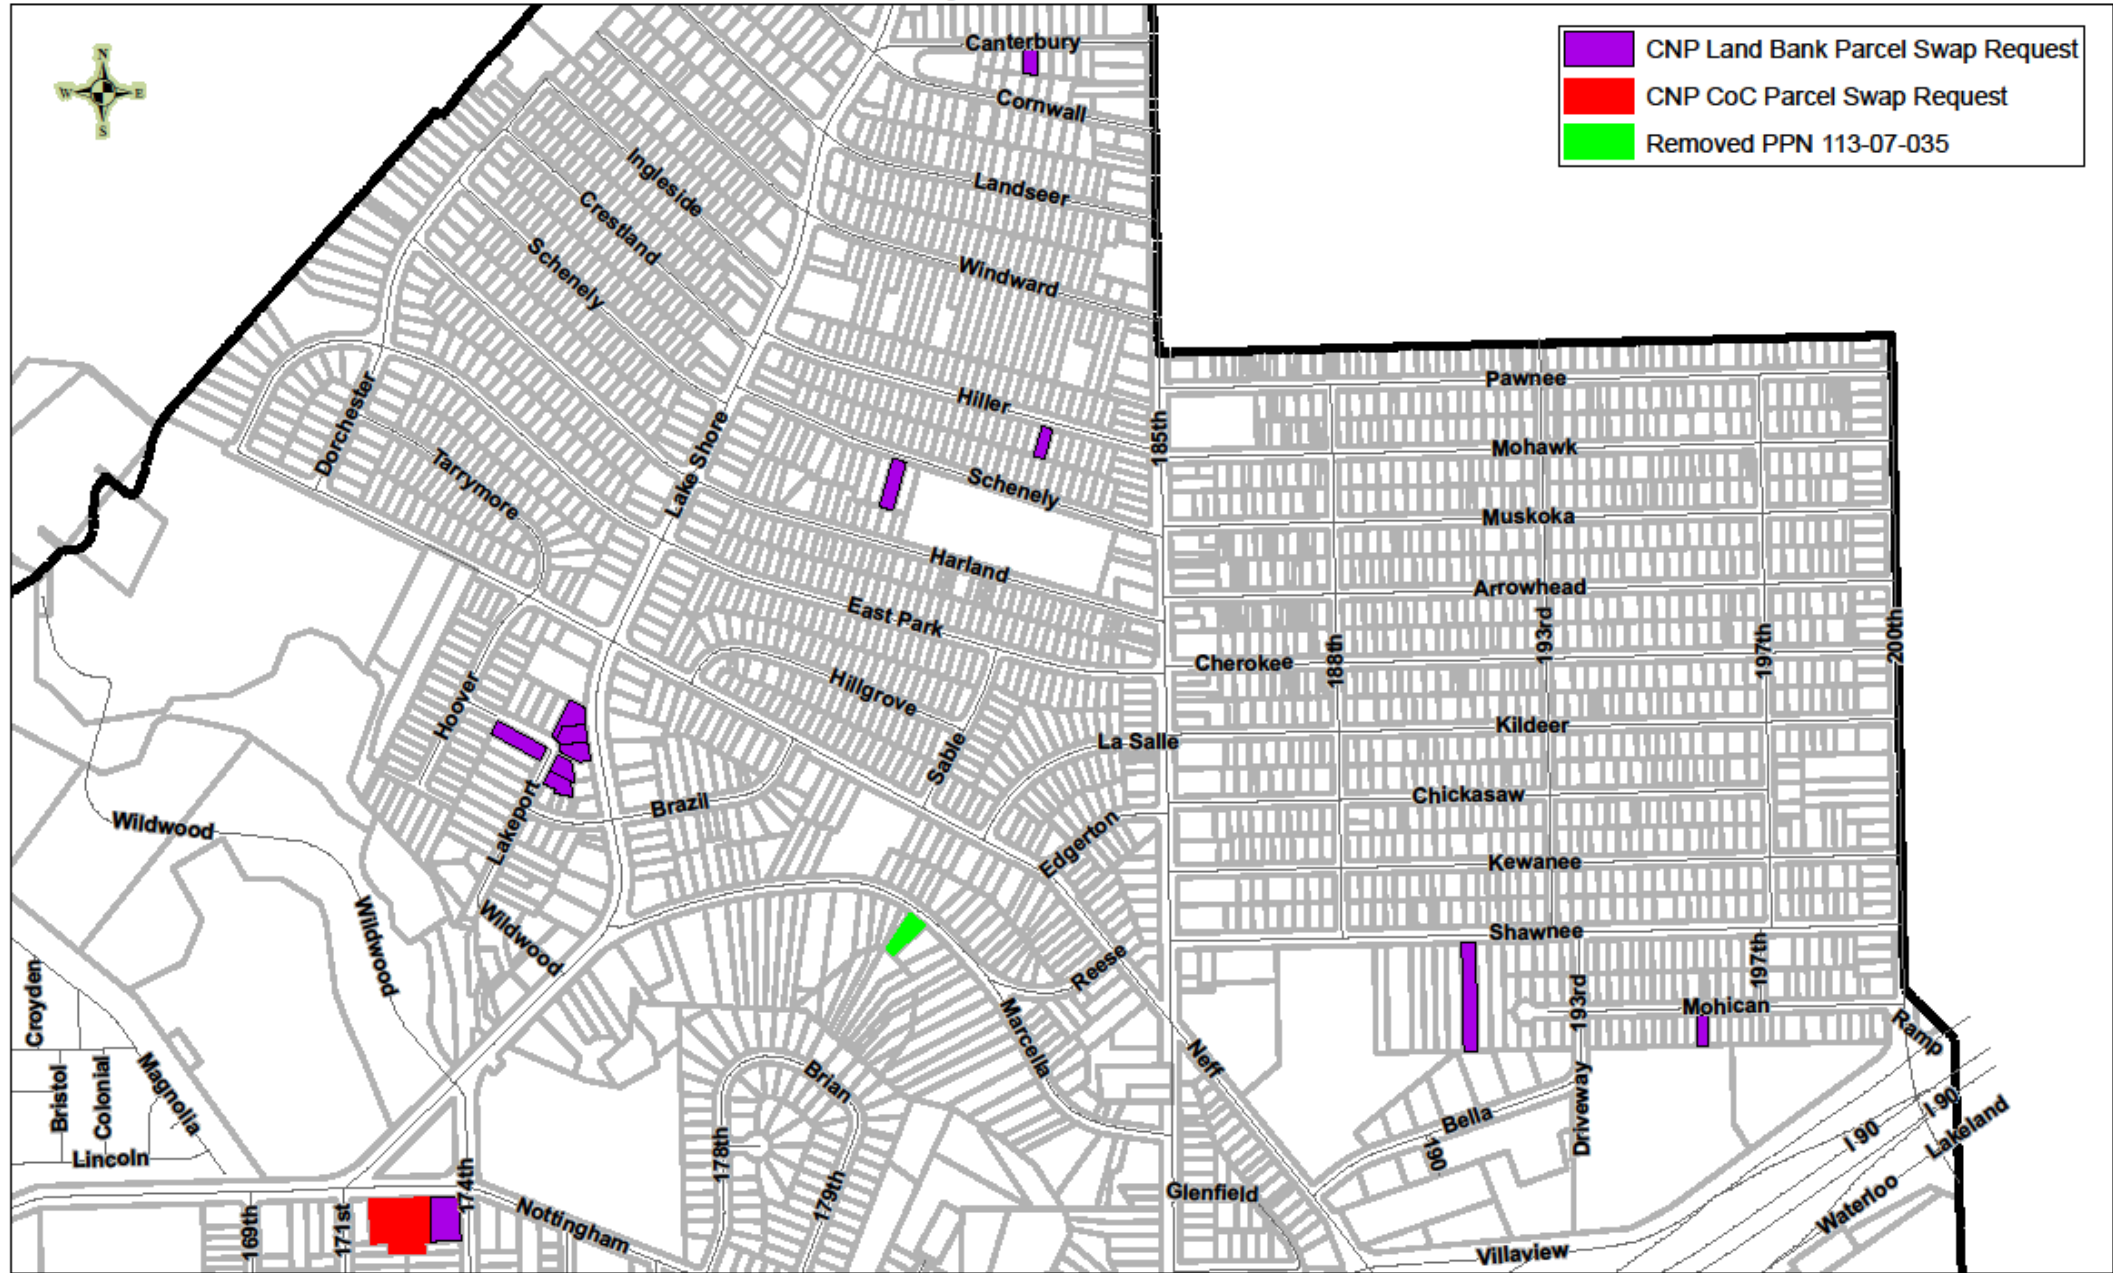 N
W E
S
CNP Land Bank Parcel Swap Request
CNP CoC Parcel Swap Request
Removed PPN 113-07-035
Canterbury
Cornwall
Ingleside
Landseer
Crestland
Schenely
Windward
Pawnee
Hiller
Dorchester
Lake Shore
185th
Mohawk
Tarrymore
Schenely
Muskoka
Harland
Arrowhead
East Park
193rd
197th
200th
188th
Cherokee
Hoover
Hillgrove
Kildeer
La Salle
Sable
Chickasaw
Brazil
Wildwood
Lakeport
Edgerton
Kewanee
Wildwood
Wildwood
Shawnee
Reese
197th
Croyden
193rd
Mohican
Marcella
Ramp
Neff
Magnolia
Bristol
Colonial
Brian
Driveway
Bella
190
I-90
I-90
Lakeland
Lincoln
178th
179th
174th
Glenfield
Waterloo
169th
171st
Nottingham
Villaview